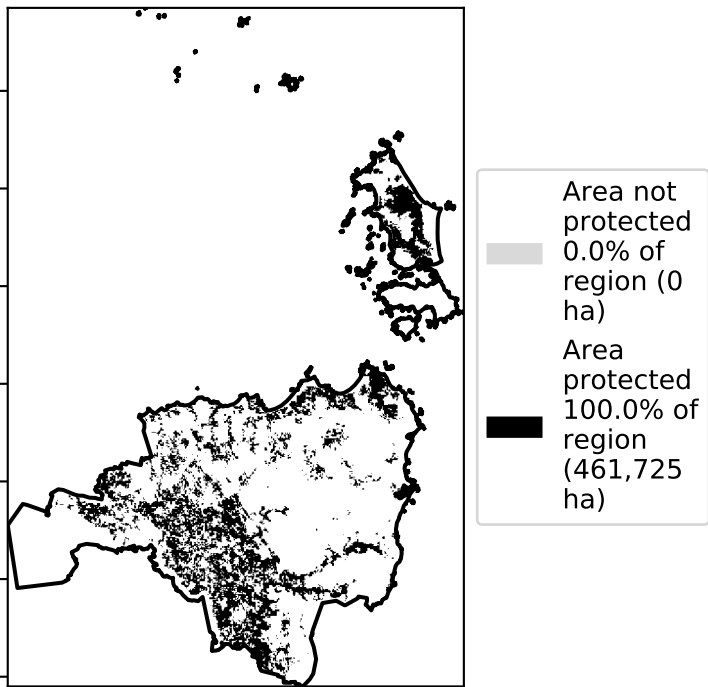 Area not
protected
0.0% of
region (0
ha)
Area
protected
100.0% of
region
(461,725
ha)